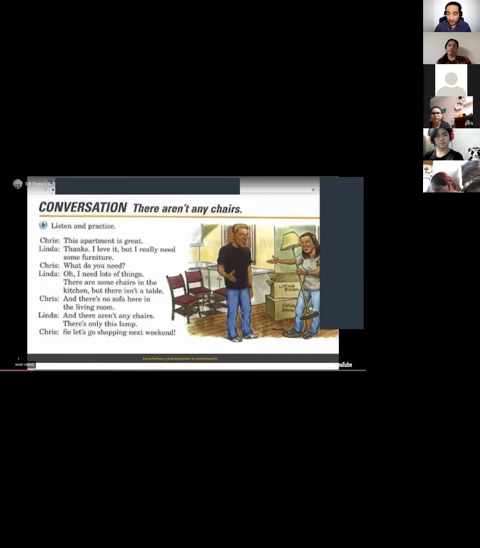 CONVERSATION There aren't any chairs.
Listen and practice.
Chris: This apartment is great.
Linda: Thanks. I love it, but I really need
some furniture.
Chris: What do you need?
Linda: Oh, I need lots of things.
There are some chairs in the
kitchen, but there isn't a table.
Chris: And there's no sofa here in
the living room.
Linda: And there aren't any chairs.
There's only this lamp.
Chris: So let's go shopping next weekend!
LIVING
ROOM
Escuchemos y practiquemos la conversación